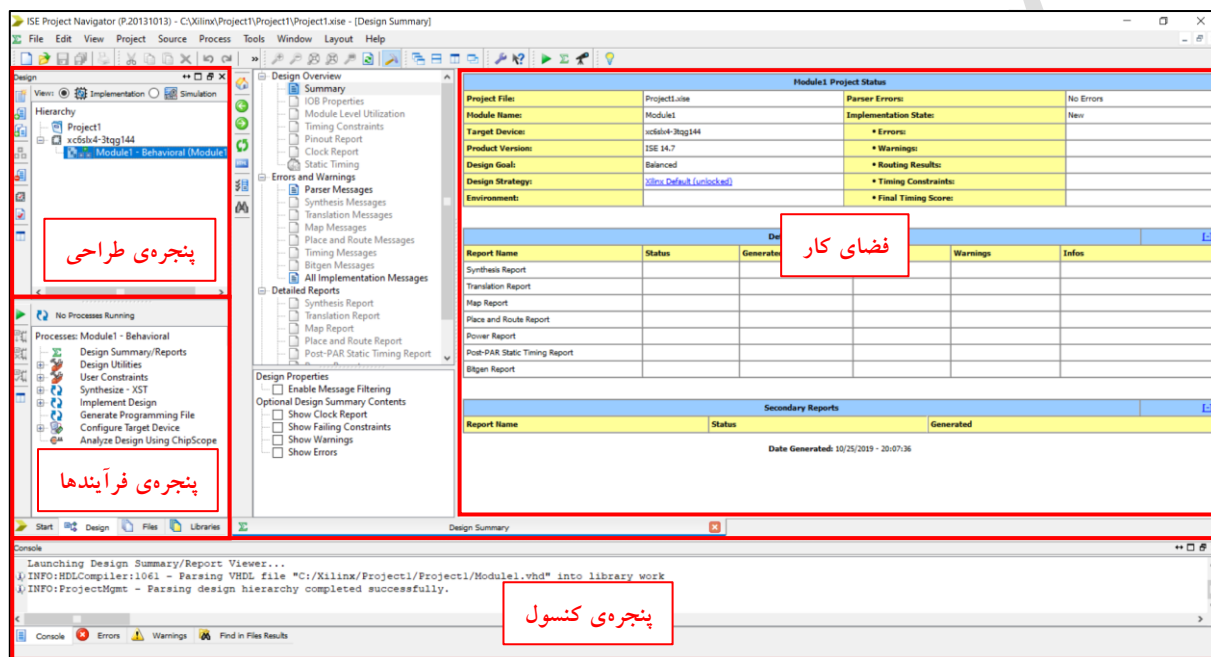 ISE Project Navigator (P.20131013) - C:\Xilinx\Project1\Project1\Project1.xise - [Design Summary]
File Edit View Project Source Process Tools Window Layout Help
Design
View: Implementation Simulation
Hierarchy
Project1
xc6slx4-3tqg144
Module1 - Behavioral (Module1
پنجره‌ی طراحی
No Processes Running
Processes: Module1 - Behavioral
Design Summary/Reports
Design Utilities
User Constraints
Synthesize - XST
Implement Design
Generate Programming File
Configure Target Device
Analyze Design Using ChipScope
پنجره‌ی فرآیندها
Start Design Files Libraries
Design Overview
Summary
IOB Properties
Module Level Utilization
Timing Constraints
Pinout Report
Clock Report
Static Timing
Errors and Warnings
Parser Messages
Synthesis Messages
Translation Messages
Map Messages
Place and Route Messages
Timing Messages
Bitgen Messages
All Implementation Messages
Detailed Reports
Synthesis Report
Translation Report
Map Report
Place and Route Report
Post-PAR Static Timing Report
Design Properties
Enable Message Filtering
Optional Design Summary Contents
Show Clock Report
Show Failing Constraints
Show Warnings
Show Errors
Module1 Project Status
Project File: Project1.xise Parser Errors: No Errors
Module Name: Module1 Implementation State: New
Target Device: xc6slx4-3tqg144 • Errors:
Product Version: ISE 14.7 • Warnings:
Design Goal: Balanced • Routing Results:
Design Strategy: Xilinx Default (unlocked) • Timing Constraints:
Environment: • Final Timing Score:
فضای کار
De
Report Name Status Generated Warnings Infos
Synthesis Report
Translation Report
Map Report
Place and Route Report
Power Report
Post-PAR Static Timing Report
Bitgen Report
Secondary Reports
Report Name Status Generated
Date Generated: 10/25/2019 - 20:07:36
Design Summary
Console
Launching Design Summary/Report Viewer...
INFO:HDLCompiler:1061 - Parsing VHDL file "C:/Xilinx/Project1/Project1/Module1.vhd" into library work
INFO:ProjectMgmt - Parsing design hierarchy completed successfully.
پنجره‌ی کنسول
Console Errors Warnings Find in Files Results